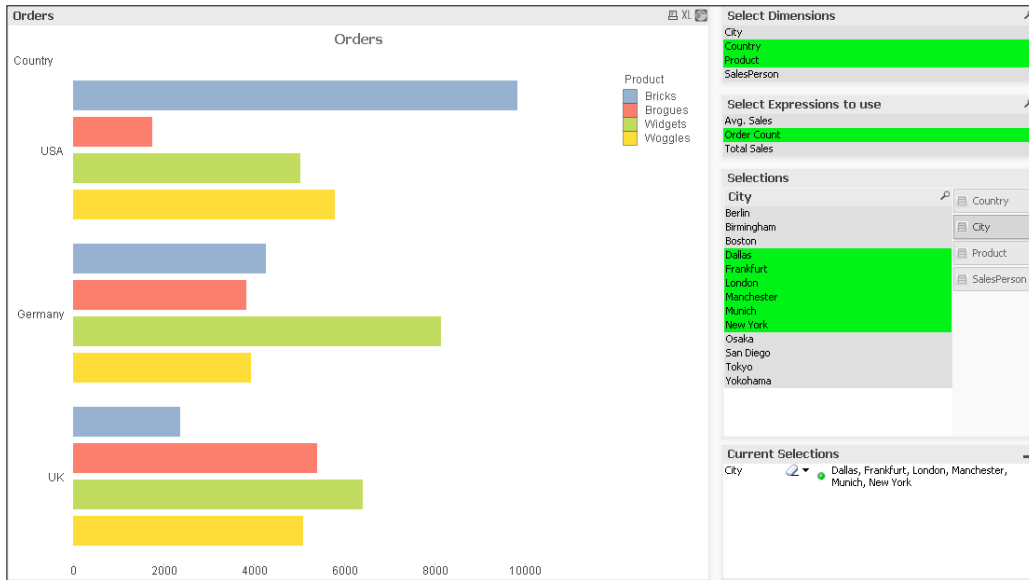 Orders
XL
Orders
Country
Product
Bricks
Brogues
Widgets
Woggles
USA
Germany
UK
0 2000 4000 6000 8000 10000
Select Dimensions
City
Country
Product
SalesPerson
Select Expressions to use
Avg. Sales
Order Count
Total Sales
Selections
City
Berlin
Birmingham
Boston
Dallas
Frankfurt
London
Manchester
Munich
New York
Osaka
San Diego
Tokyo
Yokohama
Country
City
Product
SalesPerson
Current Selections
City Dallas, Frankfurt, London, Manchester,
Munich, New York